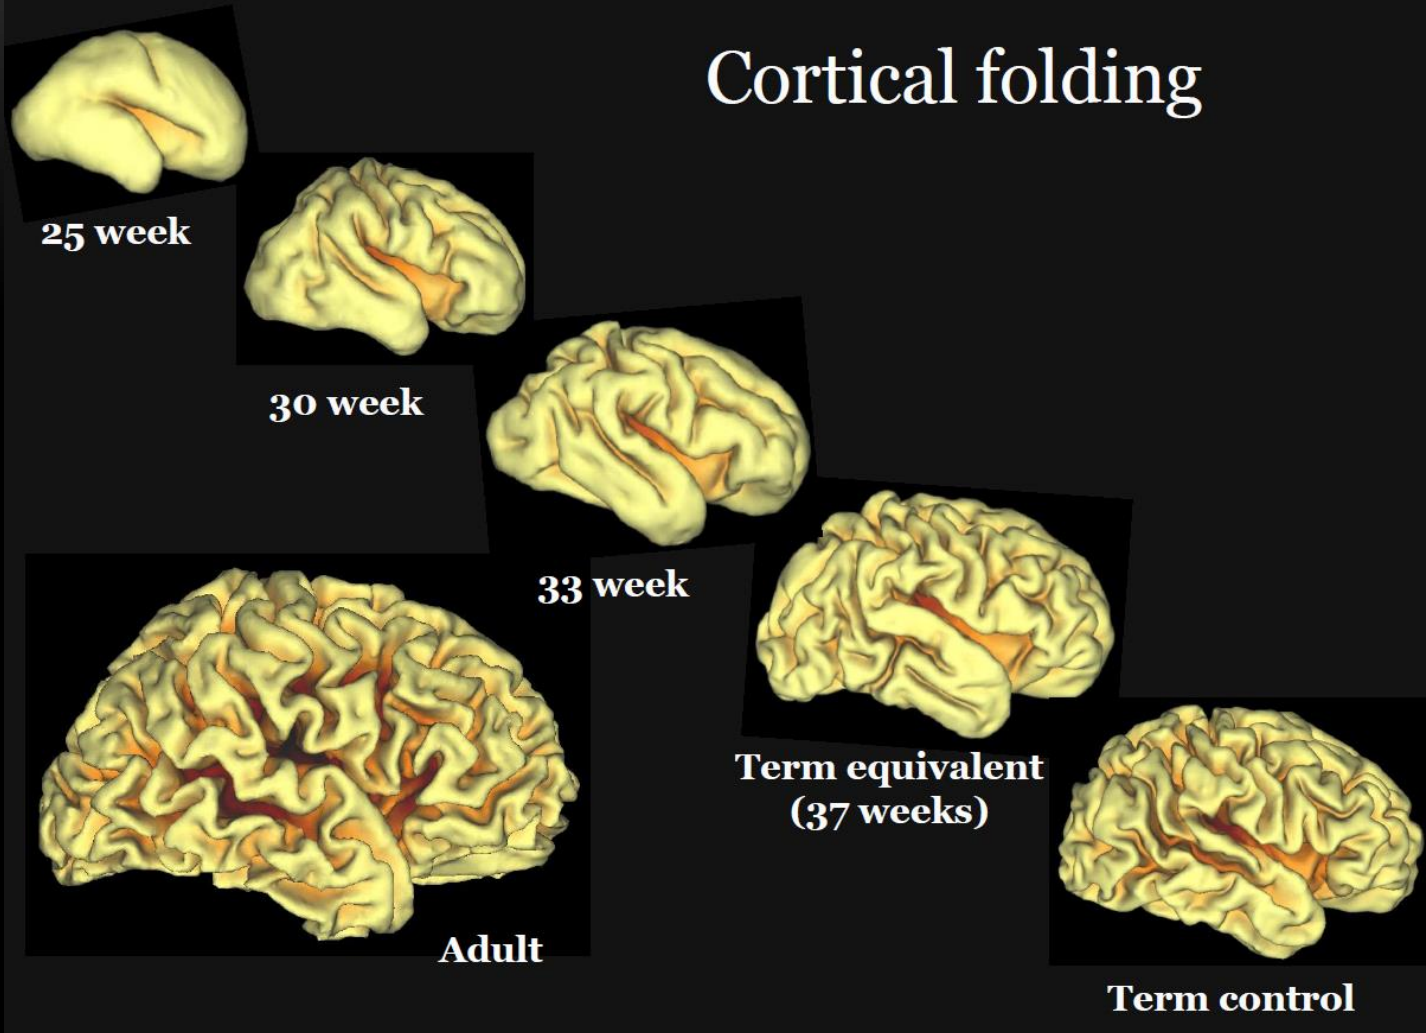 Cortical folding
25 week
30 week
33 week
Term equivalent
(37 weeks)
Adult
Term control